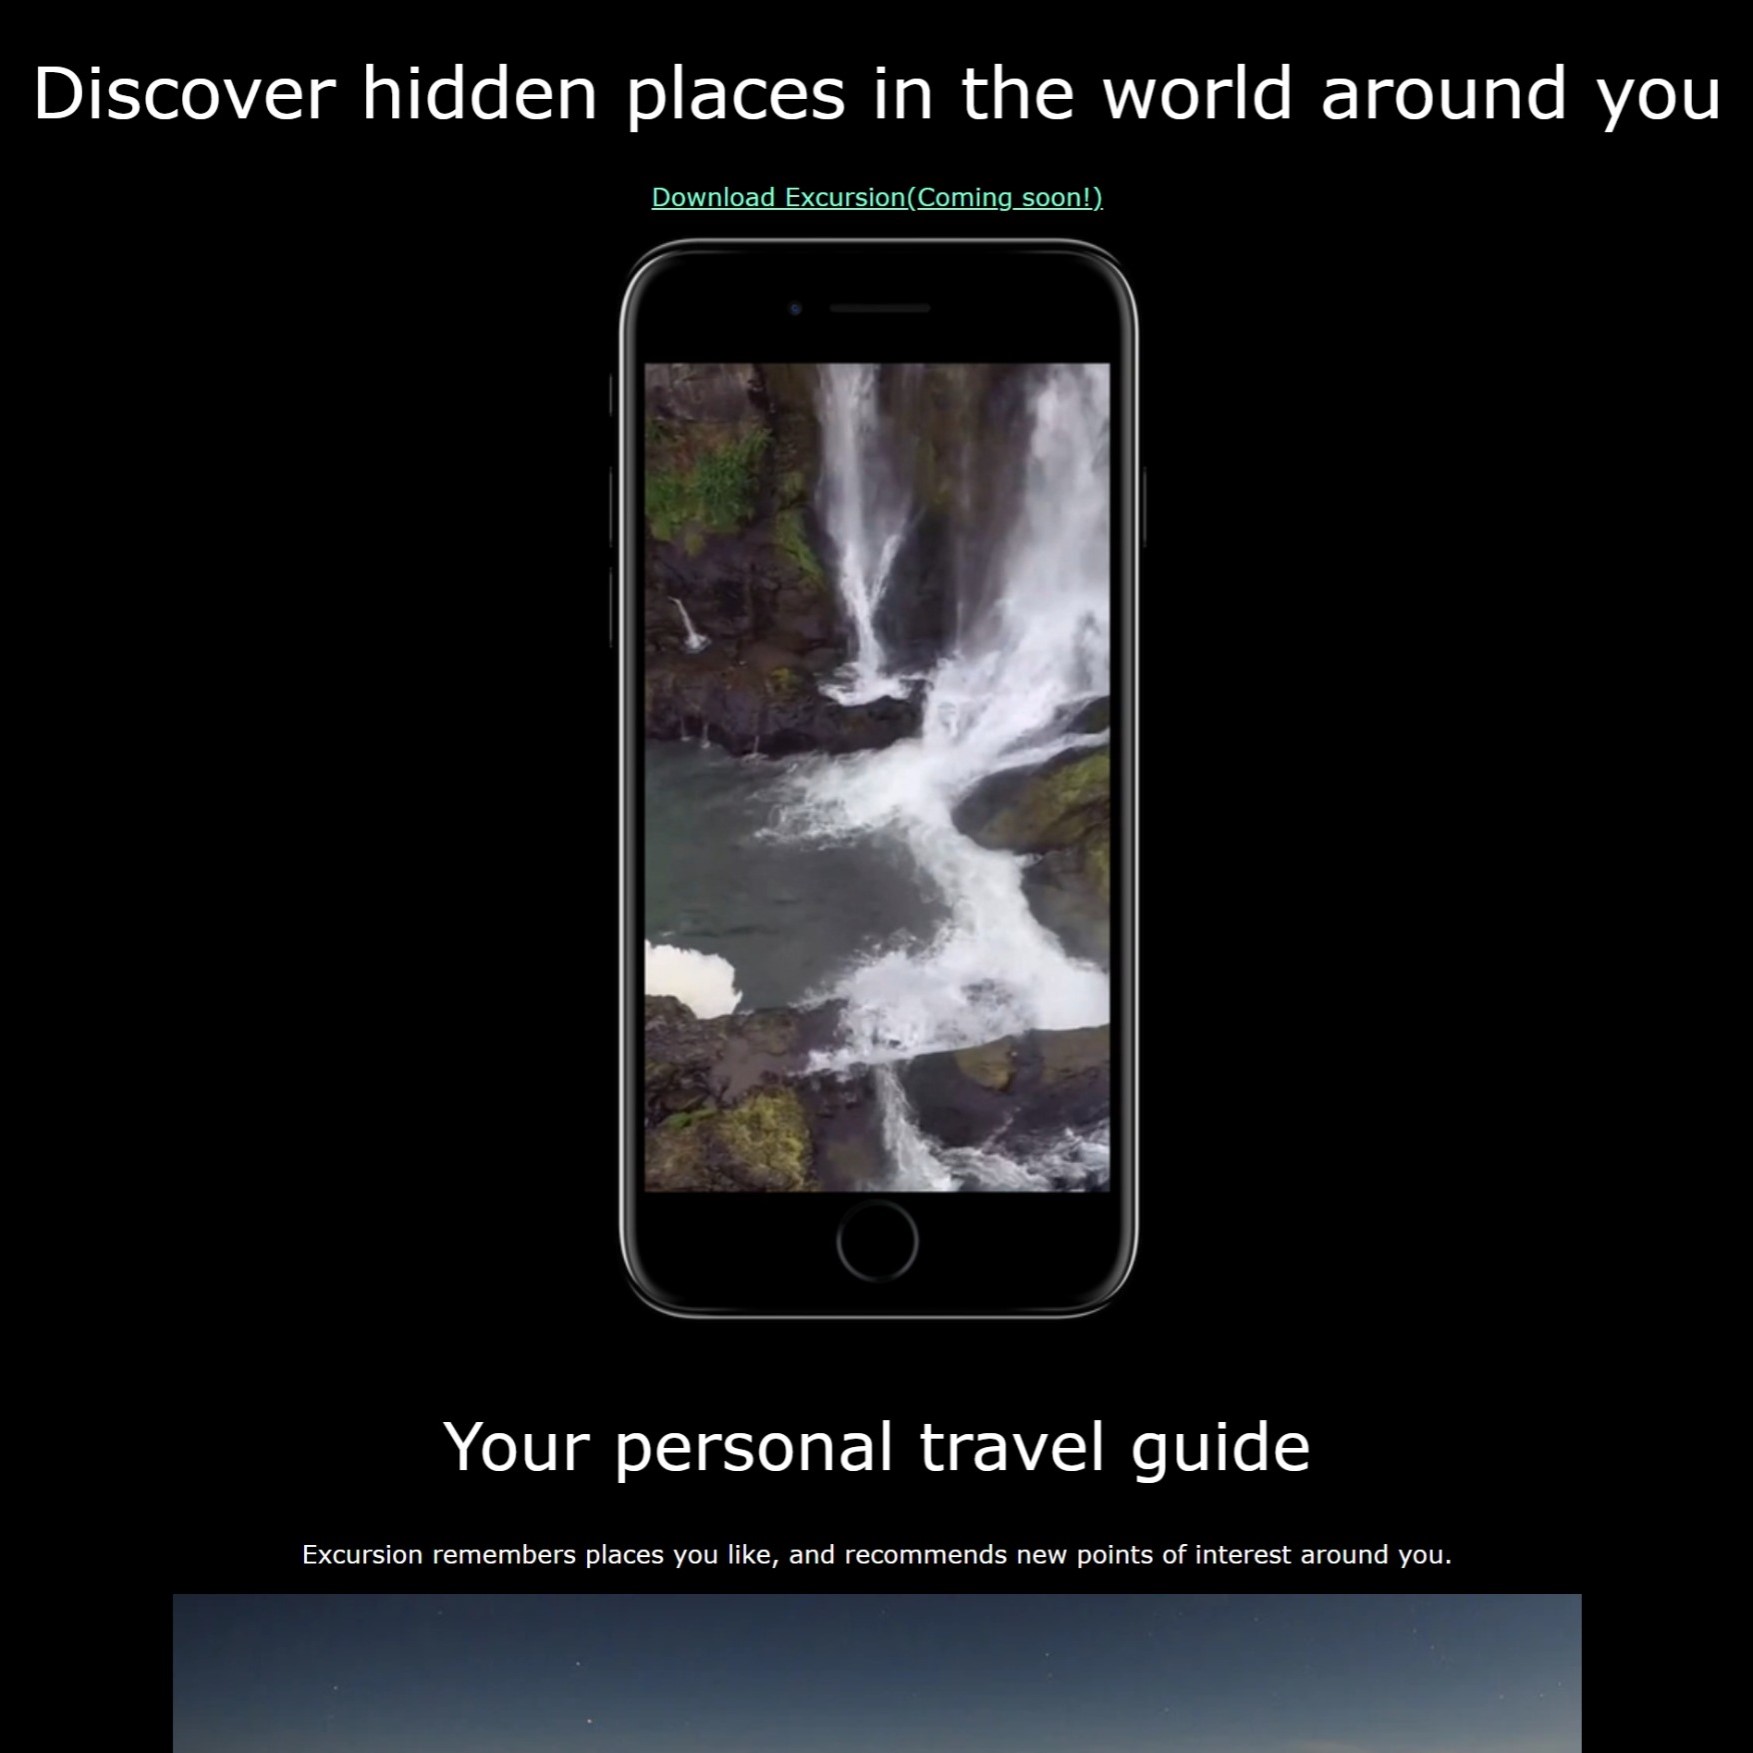 Discover hidden places in the world around you
Download Excursion(Coming soon!)
Your personal travel guide
Excursion remembers places you like, and recommends new points of interest around you.